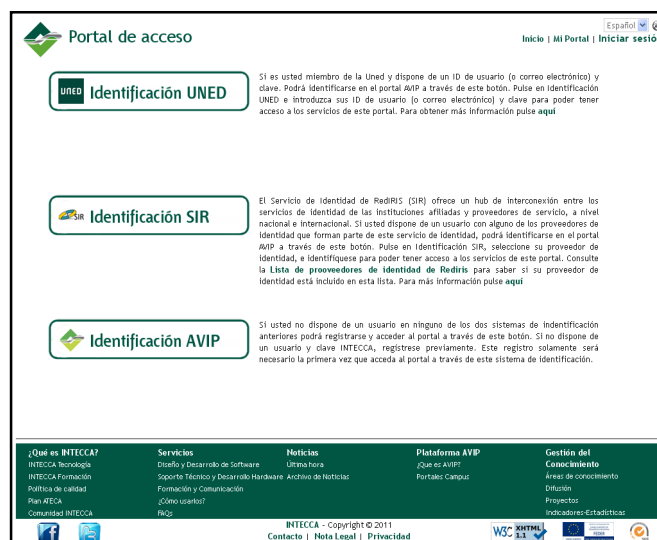 Español
Portal de acceso
Inicio | Mi Portal | Iniciar sesió
UNED Identificación UNED
Si es usted miembro de la Uned y dispone de un ID de usuario (o correo electrónico) y
clave. Podrá identificarse en el portal AVIP a través de este botón. Pulse en Identificación
UNED e introduzca sus ID de usuario (o correo electrónico) y clave para poder tener
acceso a los servicios de este portal. Para obtener más información pulse aquí
SIR Identificación SIR
El Servicio de Identidad de RedIRIS (SIR) ofrece un hub de interconexión entre los
servicios de identidad de las instituciones afiliadas y proveedores de servicio, a nivel
nacional e internacional. Si usted dispone de un usuario con alguno de los proveedores de
identidad que forman parte de este servicio de identidad, podrá identificarse en el portal
AVIP a través de este botón. Pulse en Identificación SIR, seleccione su proveedor de
identidad, e identifíquese para poder tener acceso a los servicios de este portal. Consulte
la Lista de prooveedores de identidad de Rediris para saber si su proveedor de
identidad está incluido en esta lista. Para más información pulse aquí
Identificación AVIP
Si usted no dispone de un usuario en ninguno de los dos sistemas de indentificación
anteriores podrá registrarse y acceder al portal a través de este botón. Si no dispone de
un usuario y clave INTECCA, regístrese previamente. Este registro solamente será
necesario la primera vez que acceda al portal a través de este sistema de identificación.
¿Qué es INTECCA?
INTECCA Tecnología
INTECCA Formación
Política de calidad
Plan ATECA
Comunidad INTECCA
Servicios
Diseño y Desarrollo de Software
Soporte Técnico y Desarrollo Hardware
Formación y Comunicación
¿Cómo usarlos?
FAQs
Noticias
Última hora
Archivo de Noticias
Plataforma AVIP
¿Que es AVIP?
Portales Campus
Gestión del
Conocimiento
Áreas de conocimiento
Difusión
Proyectos
Indicadores-Estadísticas
INTECCA - Copyright © 2011
Contacto | Nota Legal | Privacidad
W3C XHTML 1.1
FEDER